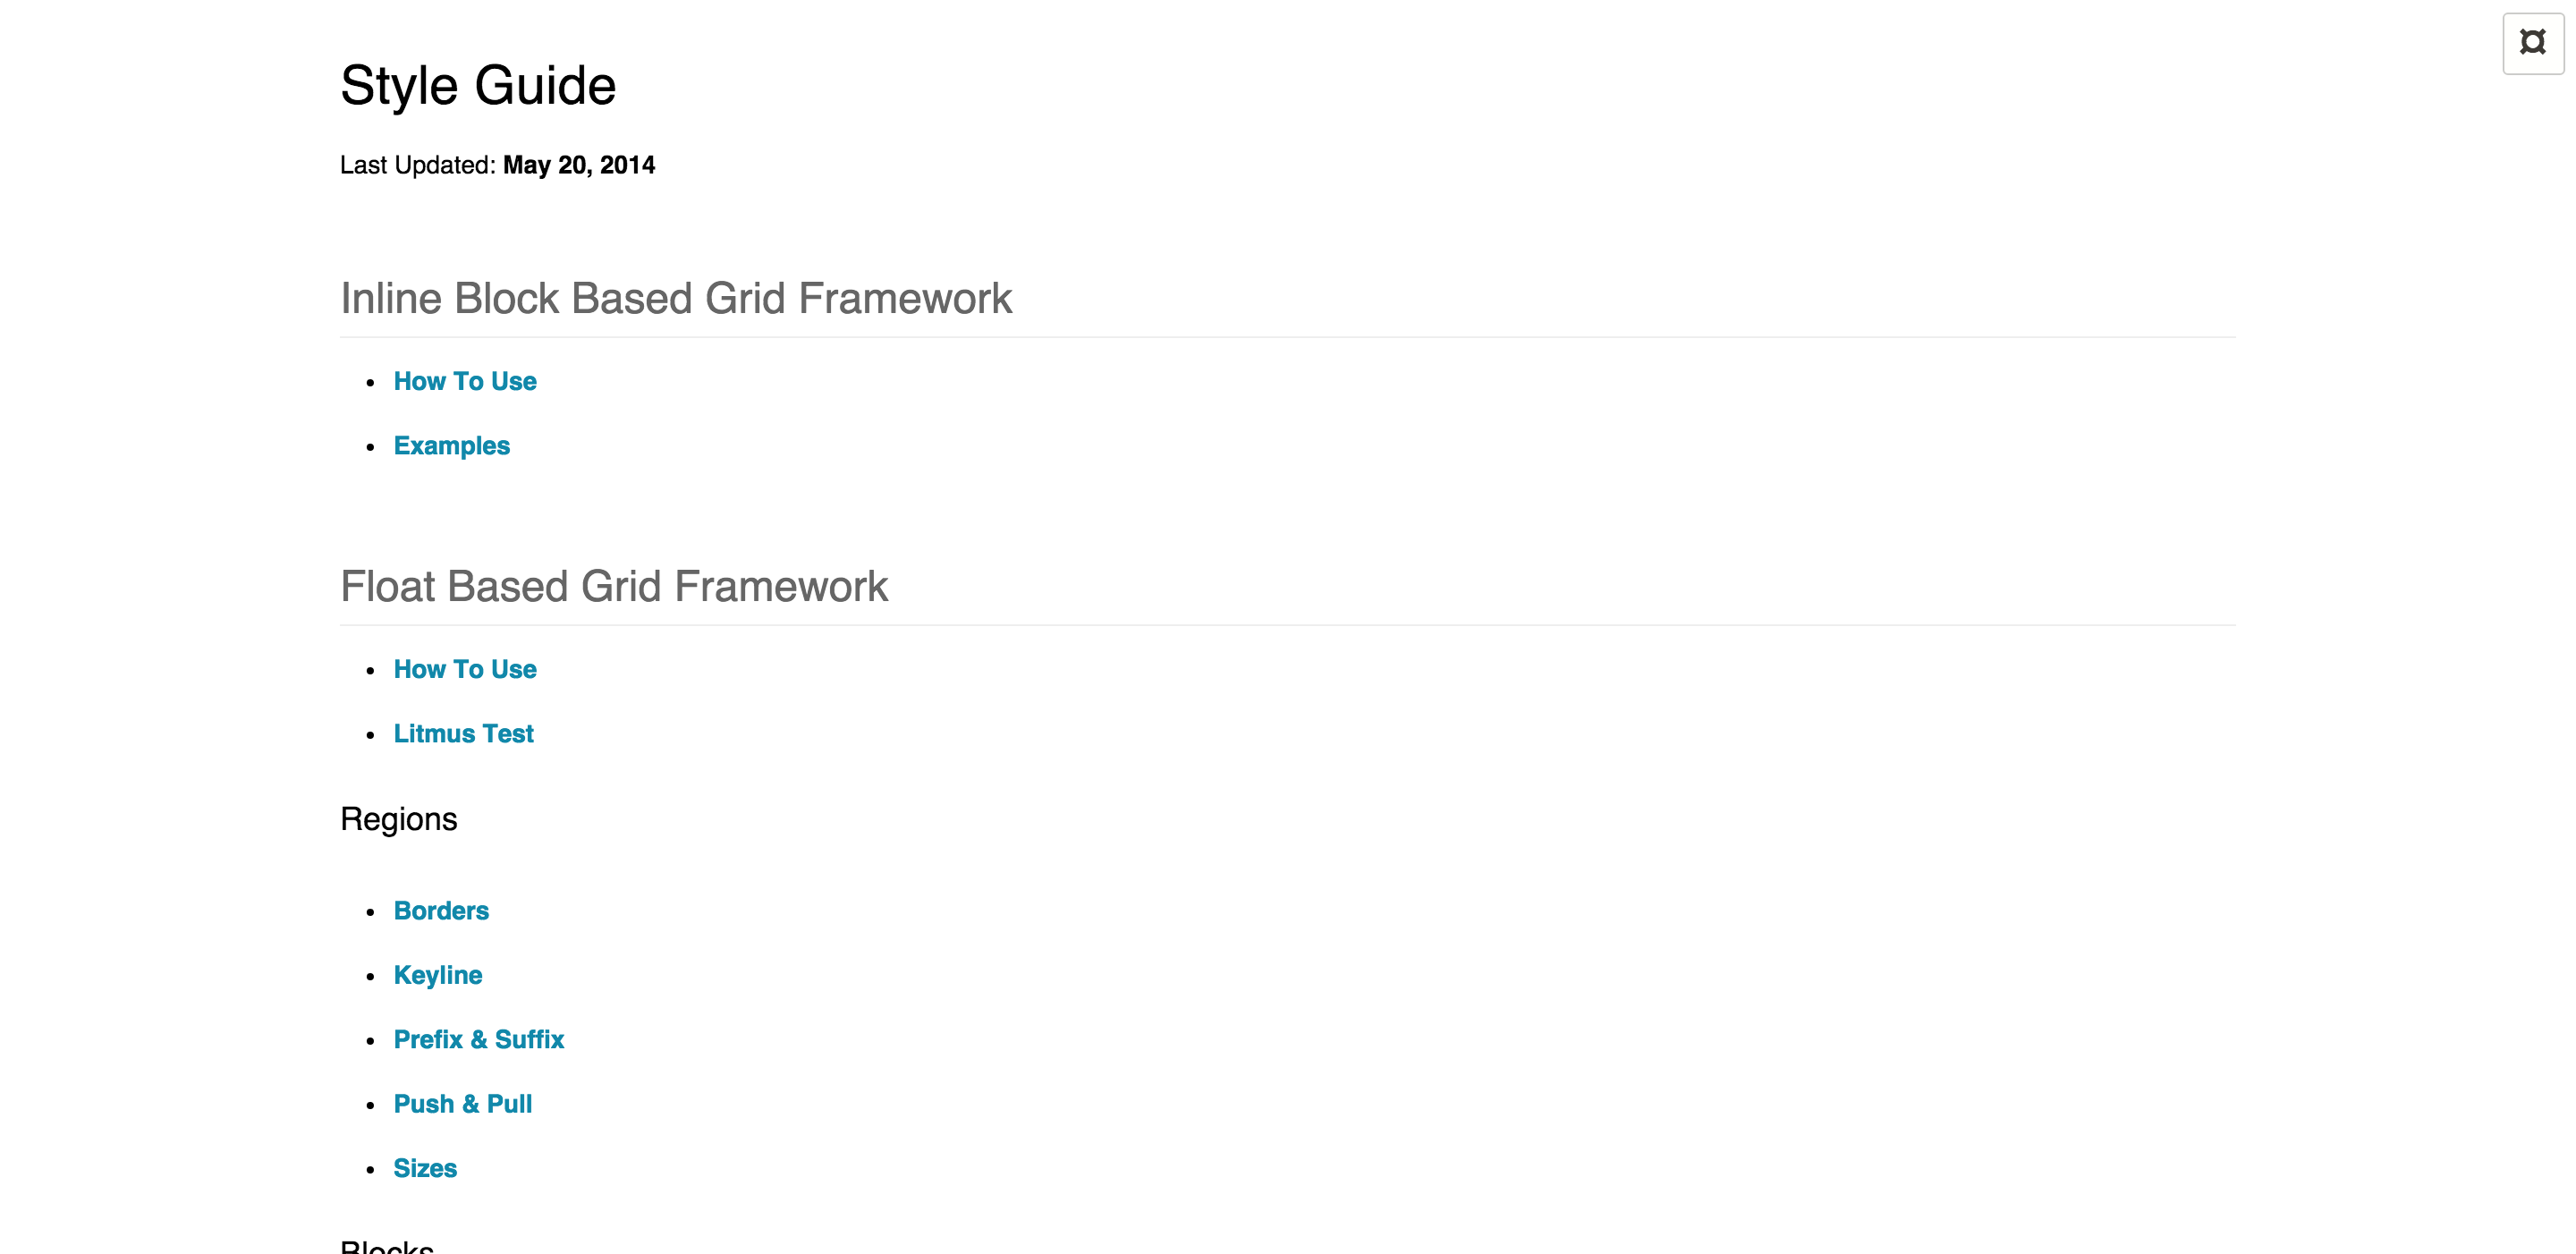 ¤
Style Guide
Last Updated: May 20, 2014
Inline Block Based Grid Framework
• How To Use
• Examples
Float Based Grid Framework
• How To Use
• Litmus Test
Regions
• Borders
• Keyline
• Prefix & Suffix
• Push & Pull
• Sizes
Blocks